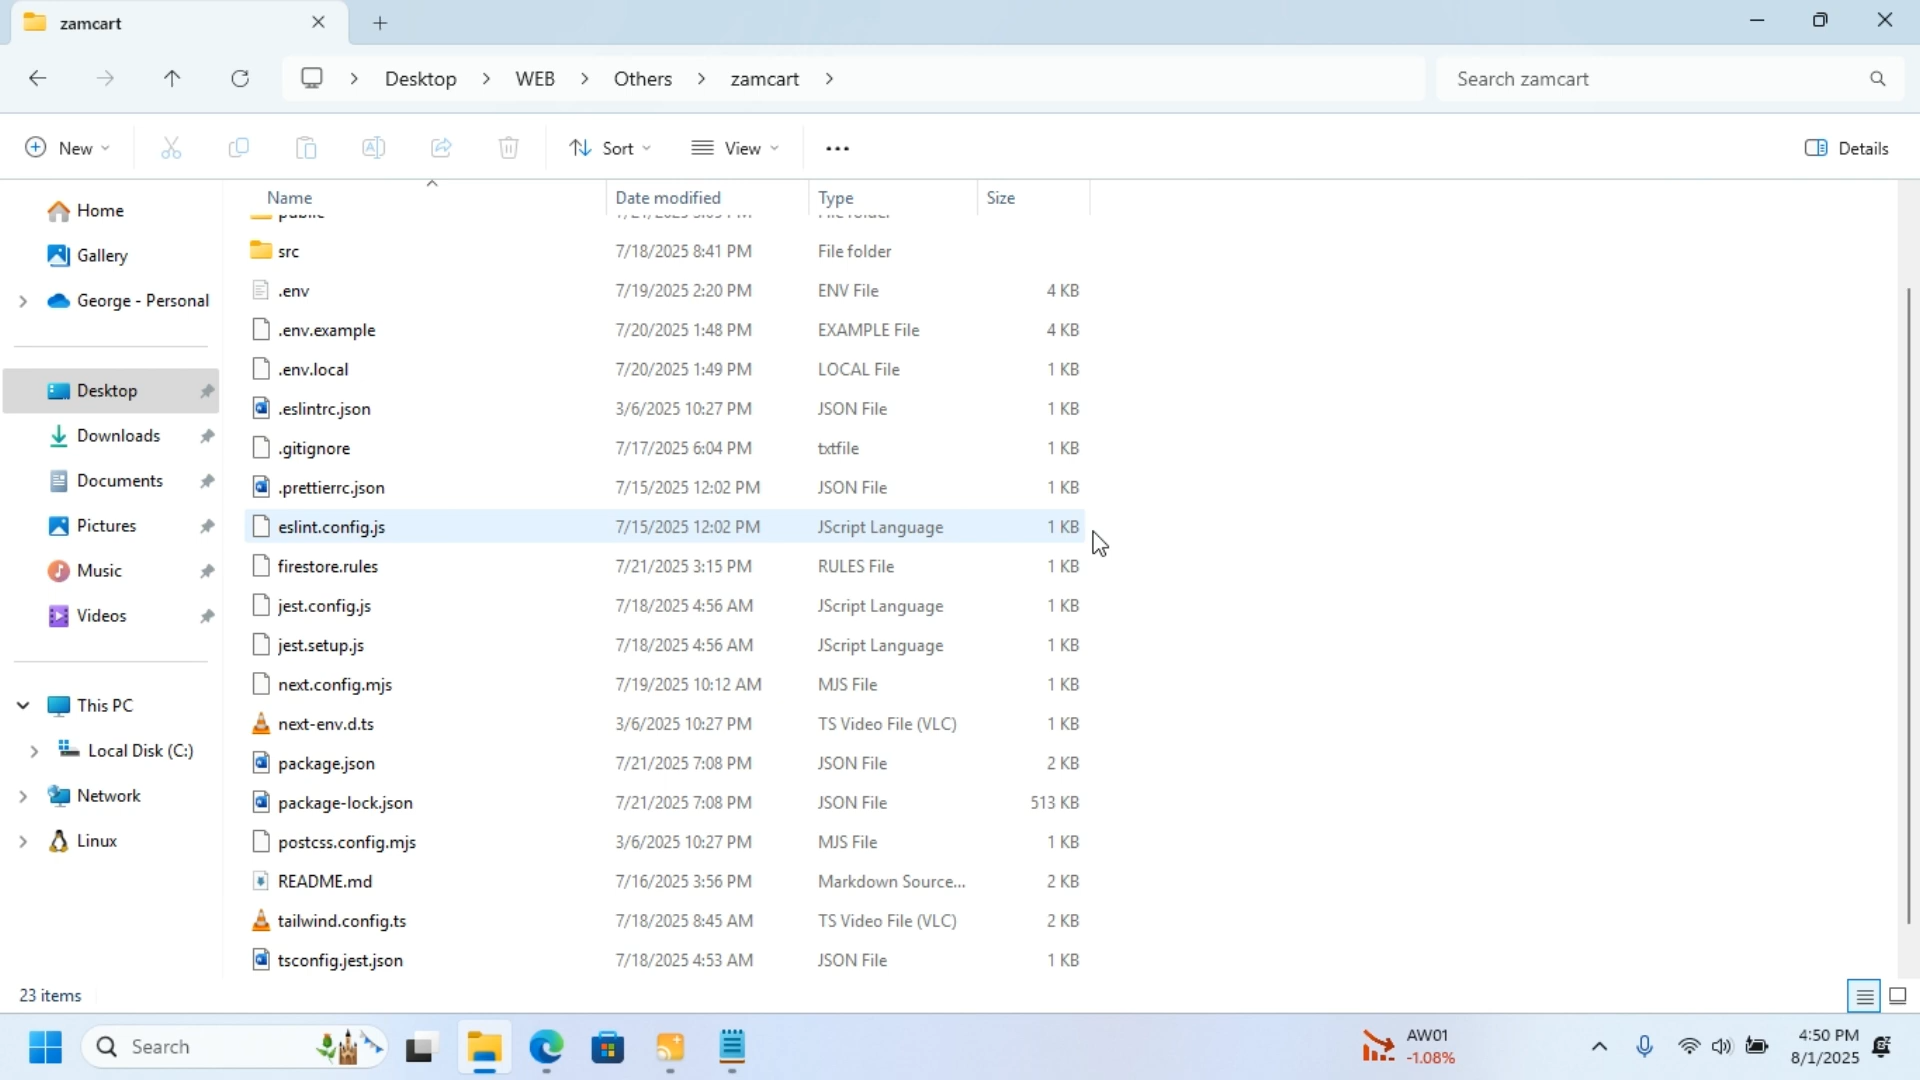 zamcart
Desktop > WEB > Others > zamcart >
Search zamcart
New
Sort
View
Details
Name Date modified Type Size
Home
Gallery
George - Personal
Desktop
Downloads
Documents
Pictures
Music
Videos
This PC
Local Disk (C:)
Network
Linux
public
src 7/18/2025 8:41 PM File folder
.env 7/19/2025 2:20 PM ENV File 4 KB
.env.example 7/20/2025 1:48 PM EXAMPLE File 4 KB
.env.local 7/20/2025 1:49 PM LOCAL File 1 KB
.eslintrc.json 3/6/2025 10:27 PM JSON File 1 KB
.gitignore 7/17/2025 6:04 PM txtfile 1 KB
.prettierrc.json 7/15/2025 12:02 PM JSON File 1 KB
eslint.config.js 7/15/2025 12:02 PM JScript Language 1 KB
firestore.rules 7/21/2025 3:15 PM RULES File 1 KB
jest.config.js 7/18/2025 4:56 AM JScript Language 1 KB
jest.setup.js 7/18/2025 4:56 AM JScript Language 1 KB
next.config.mjs 7/19/2025 10:12 AM MJS File 1 KB
next-env.d.ts 3/6/2025 10:27 PM TS Video File (VLC) 1 KB
package.json 7/21/2025 7:08 PM JSON File 2 KB
package-lock.json 7/21/2025 7:08 PM JSON File 513 KB
postcss.config.mjs 3/6/2025 10:27 PM MJS File 1 KB
README.md 7/16/2025 3:56 PM Markdown Source... 2 KB
tailwind.config.ts 7/18/2025 8:45 AM TS Video File (VLC) 2 KB
tsconfig.jest.json 7/18/2025 4:53 AM JSON File 1 KB
23 items
Search
AW01
-1.08%
4:50 PM
8/1/2025